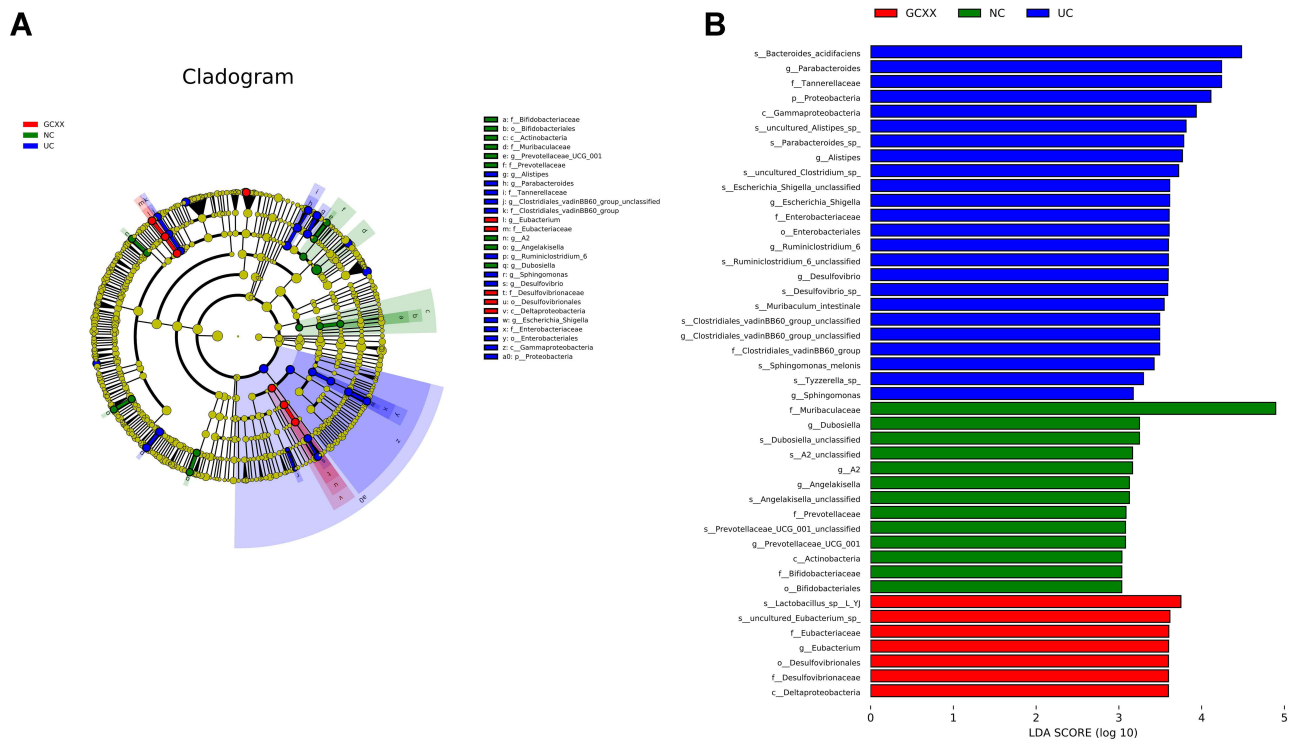 A
Cladogram
GCXX
NC
UC
a: f__Bifidobacteriaceae
b: o__Bifidobacteriales
c: c__Actinobacteria
d: f__Muribaculaceae
e: g__Prevotellaceae_UCG_001
f: f__Prevotellaceae
g: g__Alistipes
h: g__Parabacteroides
i: f__Tannerellaceae
j: g__Clostridiales_vadinBB60_group_unclassified
k: f__Clostridiales_vadinBB60_group
l: g__Eubacterium
m: f__Eubacteriaceae
n: g__A2
o: g__Angelakisella
p: g__Ruminiclostridium_6
q: g__Dubosiella
r: g__Sphingomonas
s: g__Desulfovibrio
t: f__Desulfovibrionaceae
u: o__Desulfovibrionales
v: c__Deltaproteobacteria
w: g__Escherichia_Shigella
x: f__Enterobacteriaceae
y: o__Enterobacteriales
z: c__Gammaproteobacteria
a0: p__Proteobacteria
mk
i
f
d
c
b
a
y
x
z
a0
v
u
t
B
GCXX NC UC
s__Bacteroides_acidifaciens
g__Parabacteroides
f__Tannerellaceae
p__Proteobacteria
c__Gammaproteobacteria
s__uncultured_Alistipes_sp_
s__Parabacteroides_sp_
g__Alistipes
s__uncultured_Clostridium_sp_
s__Escherichia_Shigella_unclassified
g__Escherichia_Shigella
f__Enterobacteriaceae
o__Enterobacteriales
g__Ruminiclostridium_6
s__Ruminiclostridium_6_unclassified
g__Desulfovibrio
s__Desulfovibrio_sp_
s__Muribaculum_intestinale
s__Clostridiales_vadinBB60_group_unclassified
g__Clostridiales_vadinBB60_group_unclassified
f__Clostridiales_vadinBB60_group
s__Sphingomonas_melonis
s__Tyzzerella_sp_
g__Sphingomonas
f__Muribaculaceae
g__Dubosiella
s__Dubosiella_unclassified
s__A2_unclassified
g__A2
g__Angelakisella
s__Angelakisella_unclassified
f__Prevotellaceae
s__Prevotellaceae_UCG_001_unclassified
g__Prevotellaceae_UCG_001
c__Actinobacteria
f__Bifidobacteriaceae
o__Bifidobacteriales
s__Lactobacillus_sp__L_YJ
s__uncultured_Eubacterium_sp_
f__Eubacteriaceae
g__Eubacterium
o__Desulfovibrionales
f__Desulfovibrionaceae
c__Deltaproteobacteria
0 1 2 3 4 5
LDA SCORE (log 10)